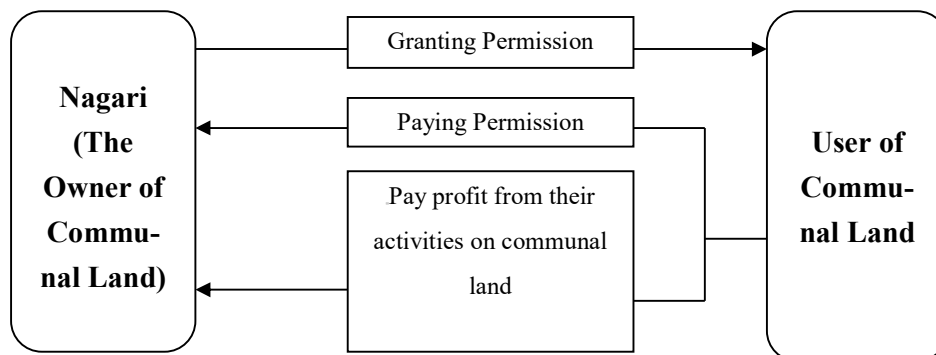 Nagari
(The
Owner of
Commu-
nal Land)
Granting Permission
Paying Permission
Pay profit from their
activities on communal
land
User of
Commu-
nal Land